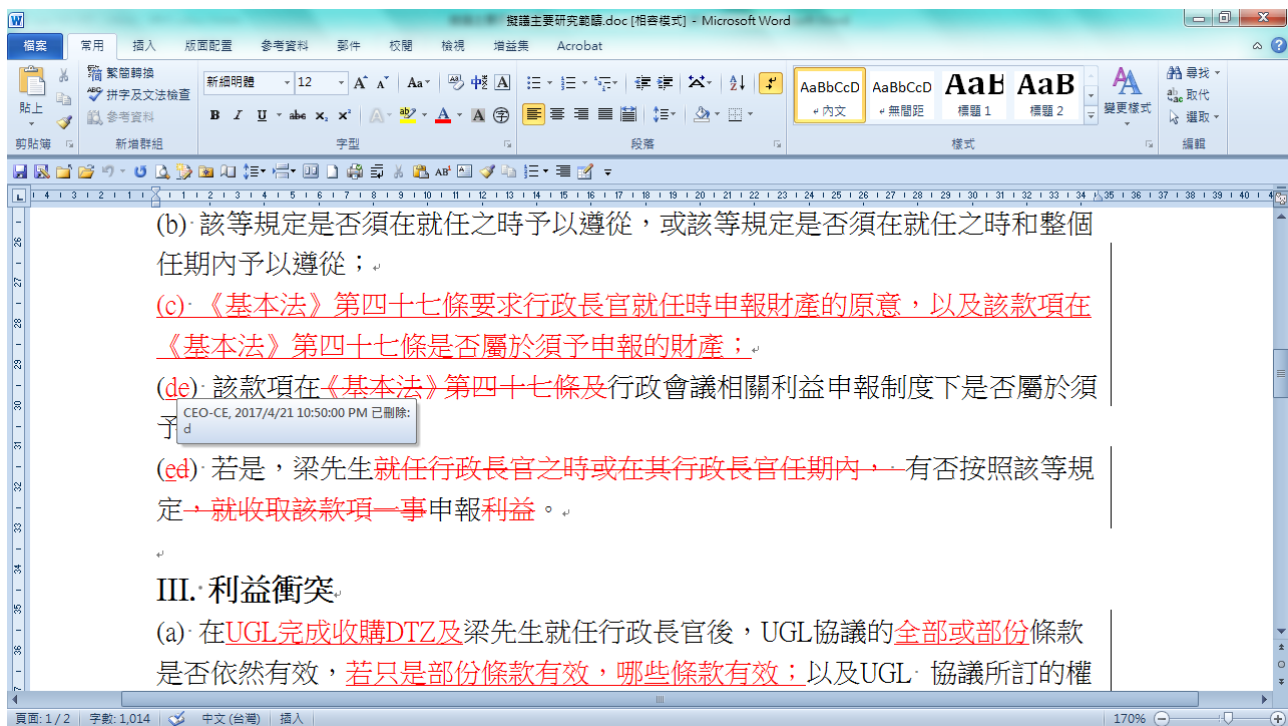 擬議主要研究範疇.doc [相容模式] - Microsoft Word
檔案 常用 插入 版面配置 參考資料 郵件 校閱 檢視 增益集 Acrobat
貼上 繁簡轉換 拼字及文法檢查 參考資料
新細明體 12
AaBbCcD AaBbCcD AaB AaB
內文 無間距 標題 1 標題 2
變更樣式
尋找
取代
選取
剪貼簿 新增群組 字型 段落 樣式 編輯
(b) 該等規定是否須在就任之時予以遵從,或該等規定是否須在就任之時和整個
任期內予以遵從;
(c) 《基本法》第四十七條要求行政長官就任時申報財產的原意,以及該款項在
《基本法》第四十七條是否屬於須予申報的財產;
(de) 該款項在《基本法》第四十七條及行政會議相關利益申報制度下是否屬於須
予
CEO-CE, 2017/4/21 10:50:00 PM 已刪除:
d
(ed) 若是,梁先生就任行政長官之時或在其行政長官任期內, 有否按照該等規
定,就收取該款項一事申報利益。
III. 利益衝突
(a) 在UGL完成收購DTZ及梁先生就任行政長官後,UGL協議的全部或部份條款
是否依然有效,若只是部份條款有效,哪些條款有效;以及UGL 協議所訂的權
頁面: 1 / 2 字數: 1,014 中文(台灣) 插入 170%